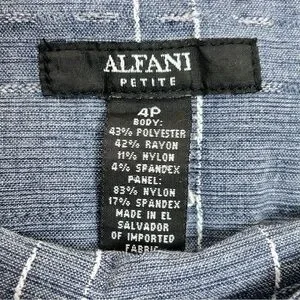 ALFANI
PETITE
4P
BODY:
43% POLYESTER
42% RAYON
11% NYLON
4% SPANDEX
PANEL:
83% NYLON
17% SPANDEX
MADE IN EL
SALVADOR
OF IMPORTED
FABRIC